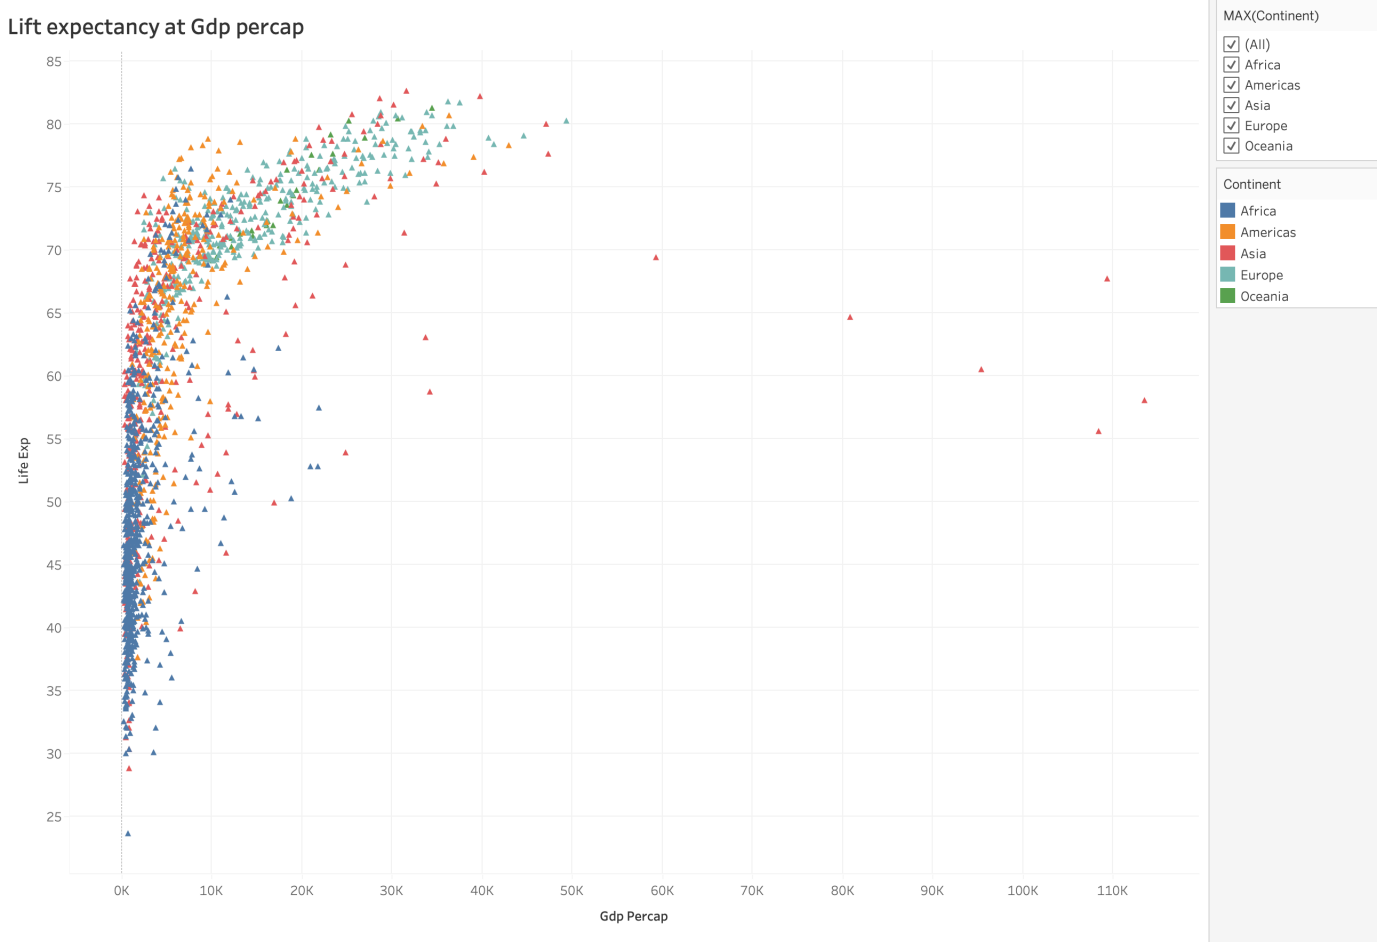 Lift expectancy at Gdp percap
85
80
75
70
65
60
55
50
45
40
35
30
25
Life Exp
0K 10K 20K 30K 40K 50K 60K 70K 80K 90K 100K 110K
Gdp Percap
MAX(Continent)
(All)
Africa
Americas
Asia
Europe
Oceania
Continent
Africa
Americas
Asia
Europe
Oceania